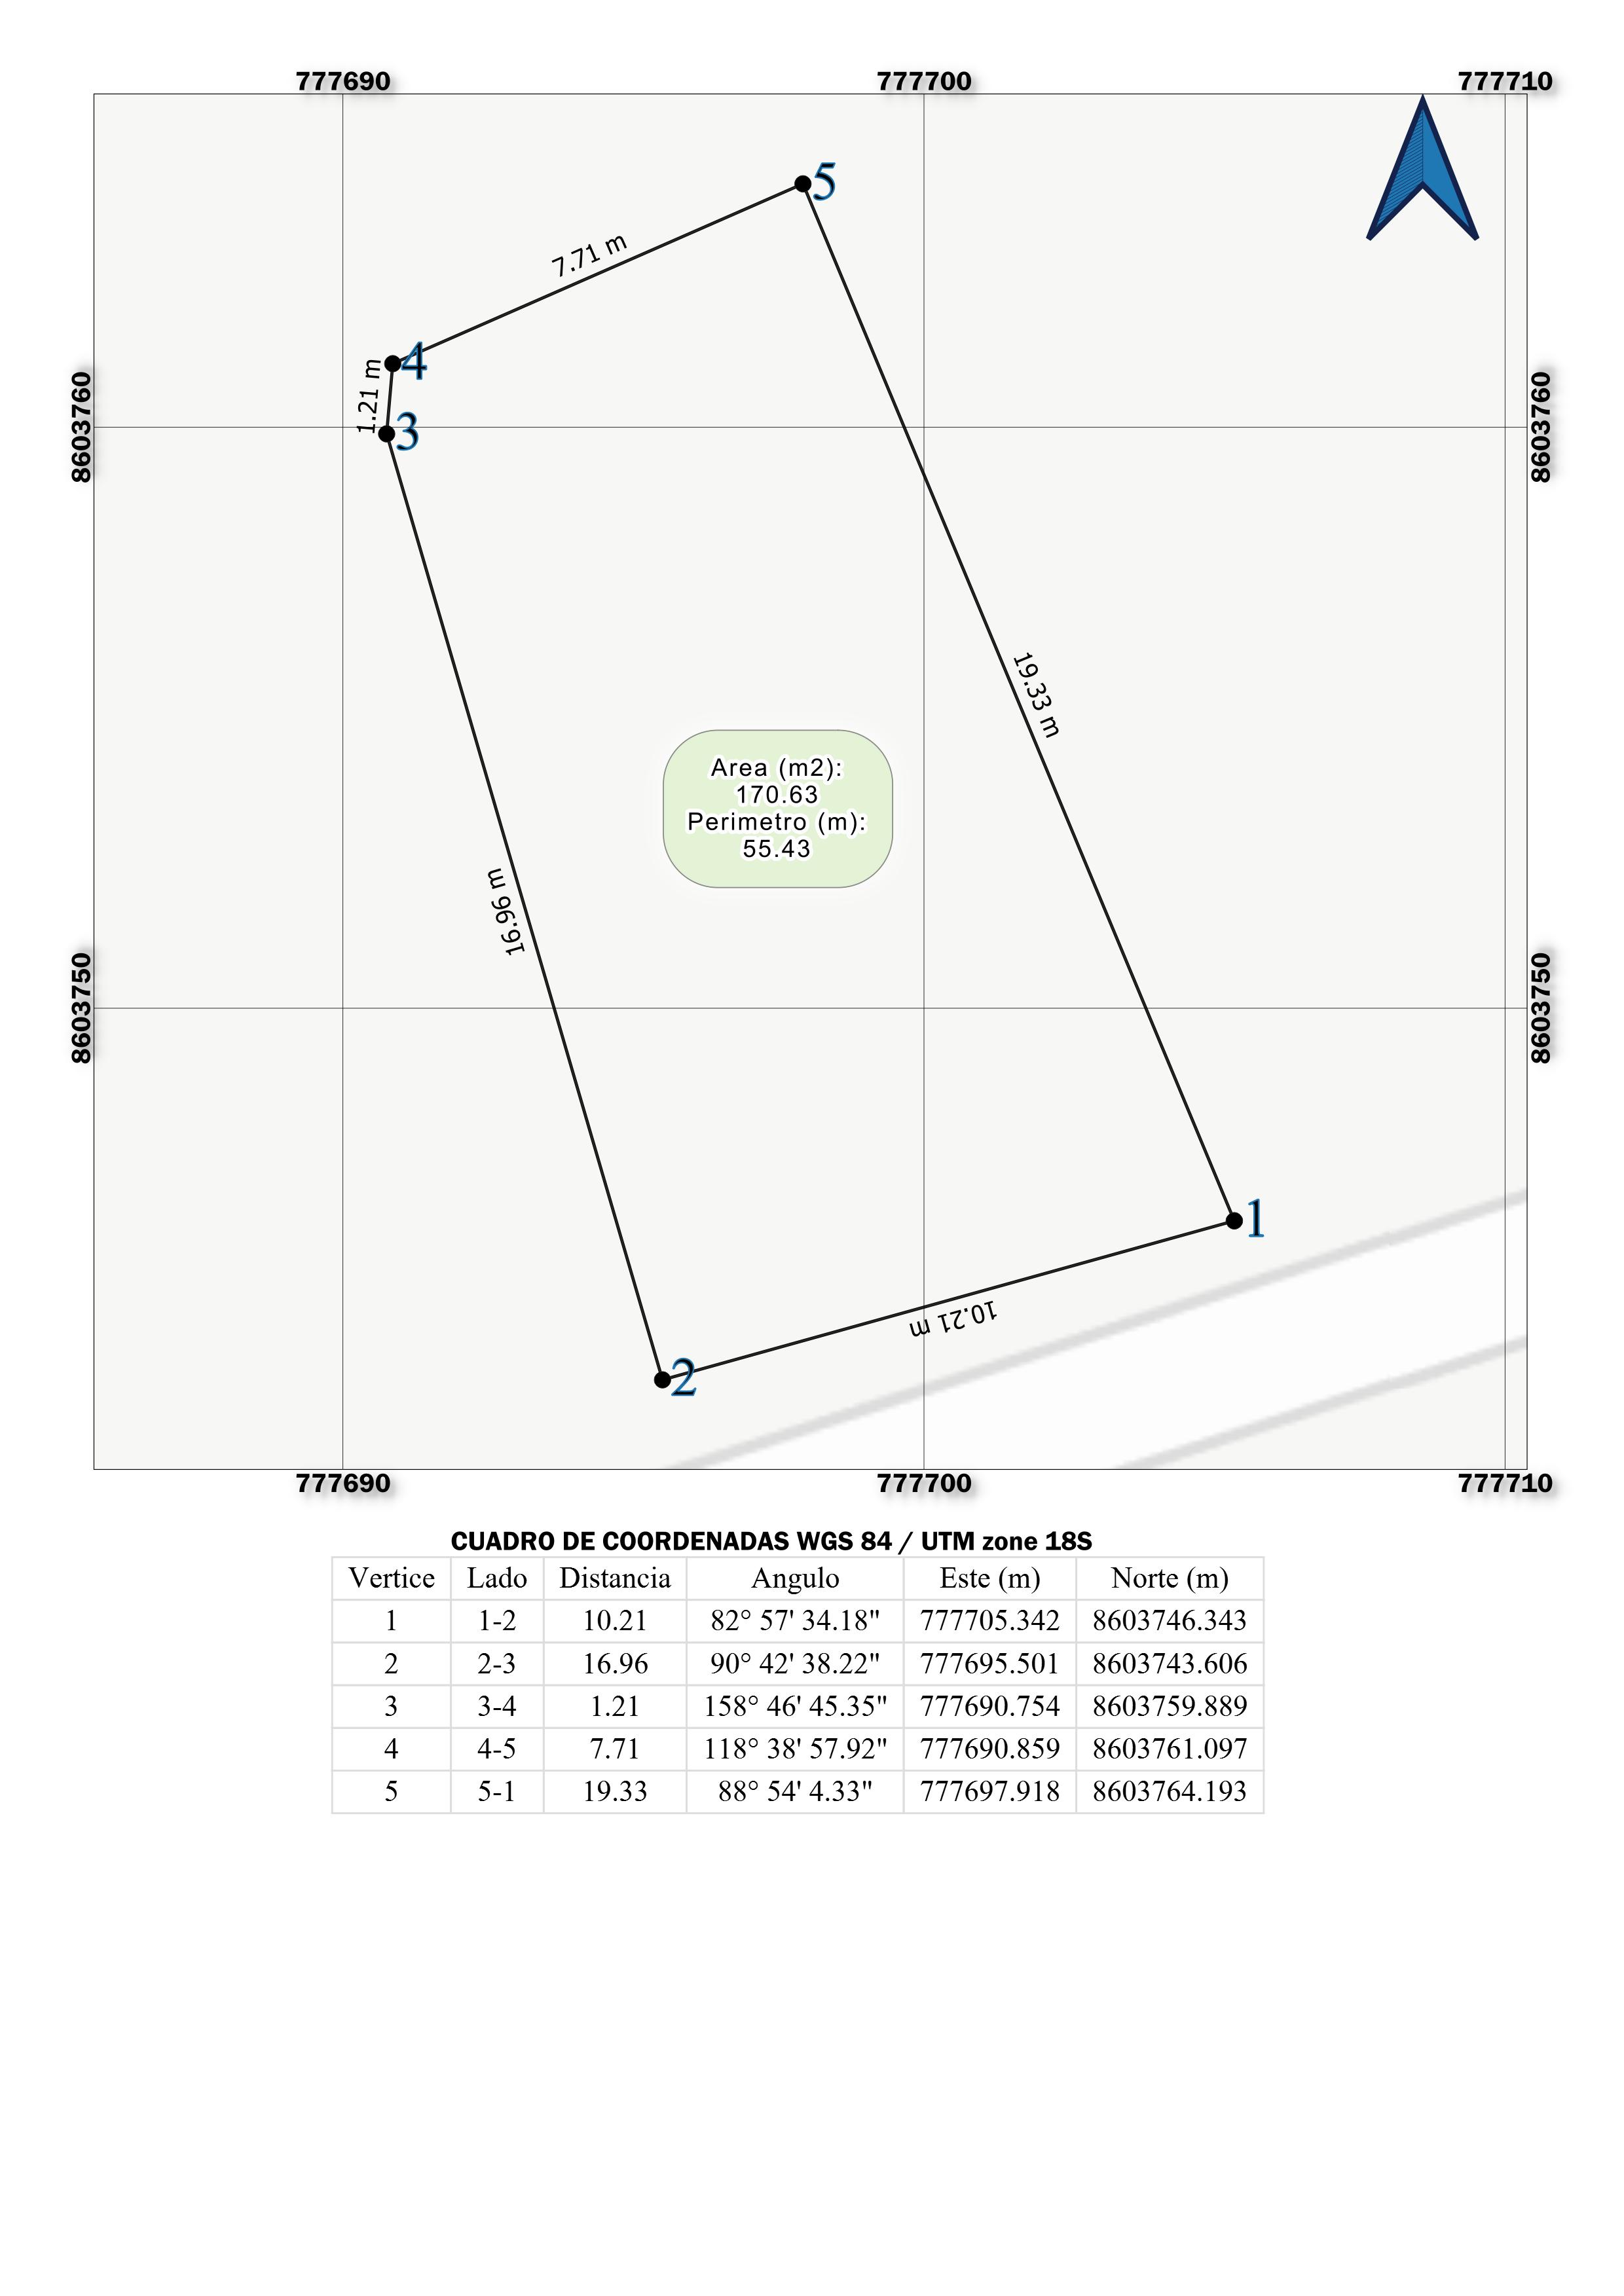 777690 777700 777710
5
7.71 m
4
1.21 m
3
8603760 8603760
19.33 m
Area (m2):
170.63
Perimetro (m):
55.43
16.96 m
8603750 8603750
1
10.21 m
2
777690 777700 777710
CUADRO DE COORDENADAS WGS 84 / UTM zone 18S
Vertice Lado Distancia Angulo Este (m) Norte (m)
1 1-2 10.21 82° 57' 34.18" 777705.342 8603746.343
2 2-3 16.96 90° 42' 38.22" 777695.501 8603743.606
3 3-4 1.21 158° 46' 45.35" 777690.754 8603759.889
4 4-5 7.71 118° 38' 57.92" 777690.859 8603761.097
5 5-1 19.33 88° 54' 4.33" 777697.918 8603764.193